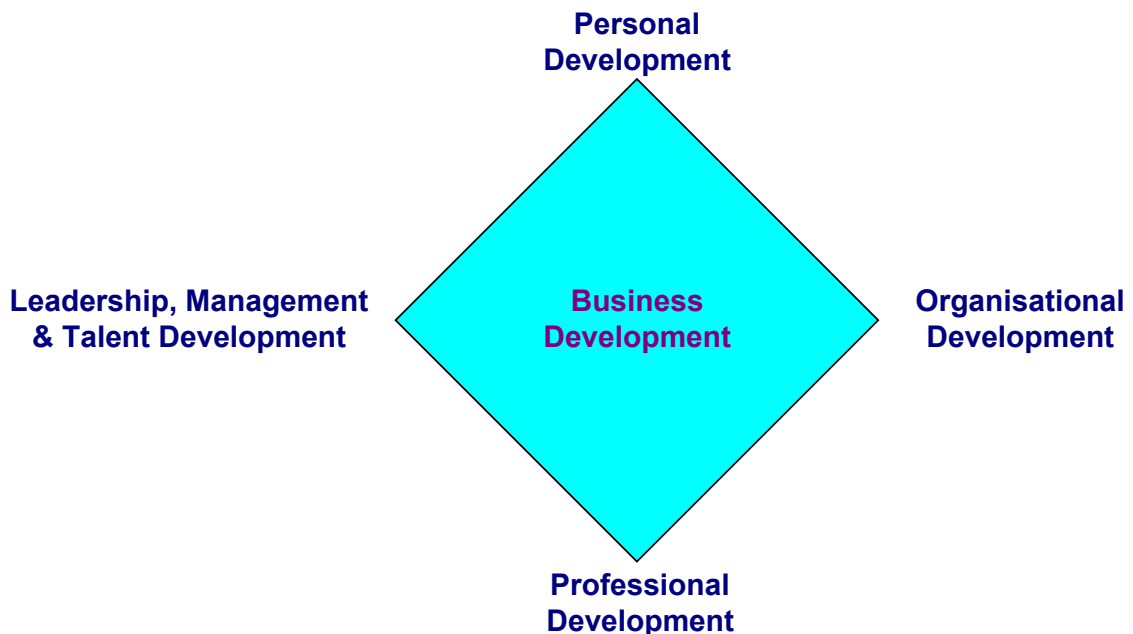 Personal
Development
Leadership, Management
& Talent Development
Business
Development
Organisational
Development
Professional
Development